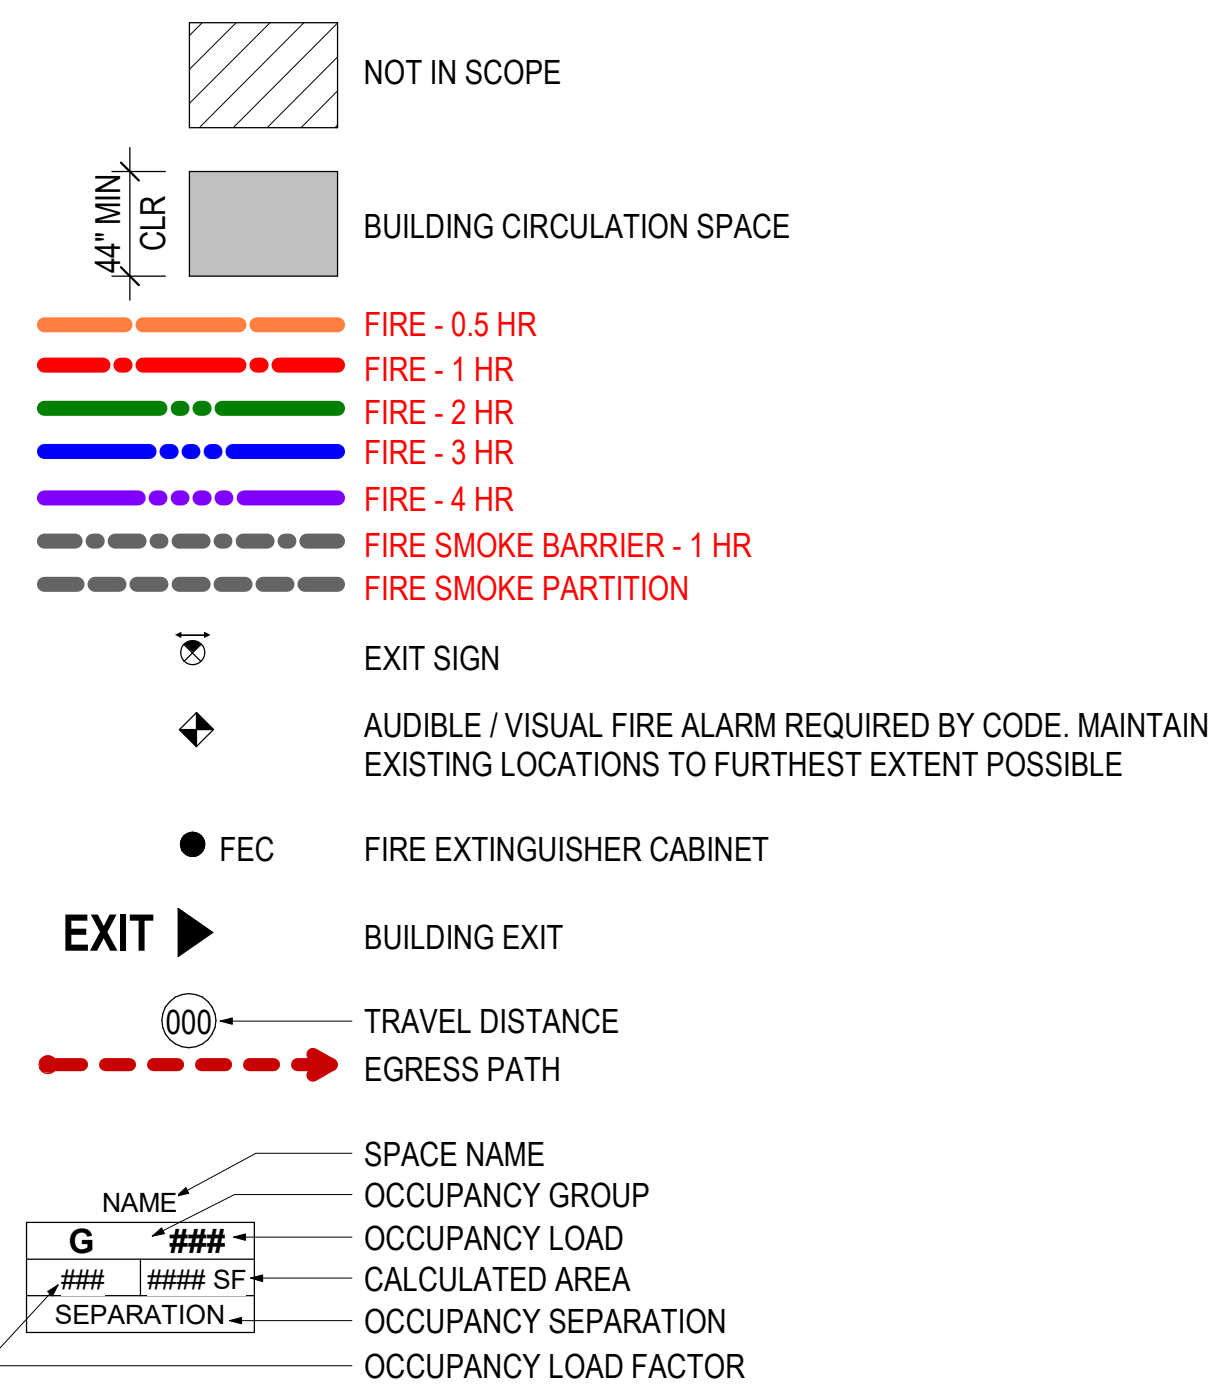 NOT IN SCOPE
44" MIN
CLR
BUILDING CIRCULATION SPACE
FIRE - 0.5 HR
FIRE - 1 HR
FIRE - 2 HR
FIRE - 3 HR
FIRE - 4 HR
FIRE SMOKE BARRIER - 1 HR
FIRE SMOKE PARTITION
EXIT SIGN
AUDIBLE / VISUAL FIRE ALARM REQUIRED BY CODE. MAINTAIN
EXISTING LOCATIONS TO FURTHEST EXTENT POSSIBLE
FEC FIRE EXTINGUISHER CABINET
EXIT BUILDING EXIT
000 TRAVEL DISTANCE
EGRESS PATH
SPACE NAME
NAME OCCUPANCY GROUP
G ### OCCUPANCY LOAD
### #### SF CALCULATED AREA
SEPARATION OCCUPANCY SEPARATION
OCCUPANCY LOAD FACTOR